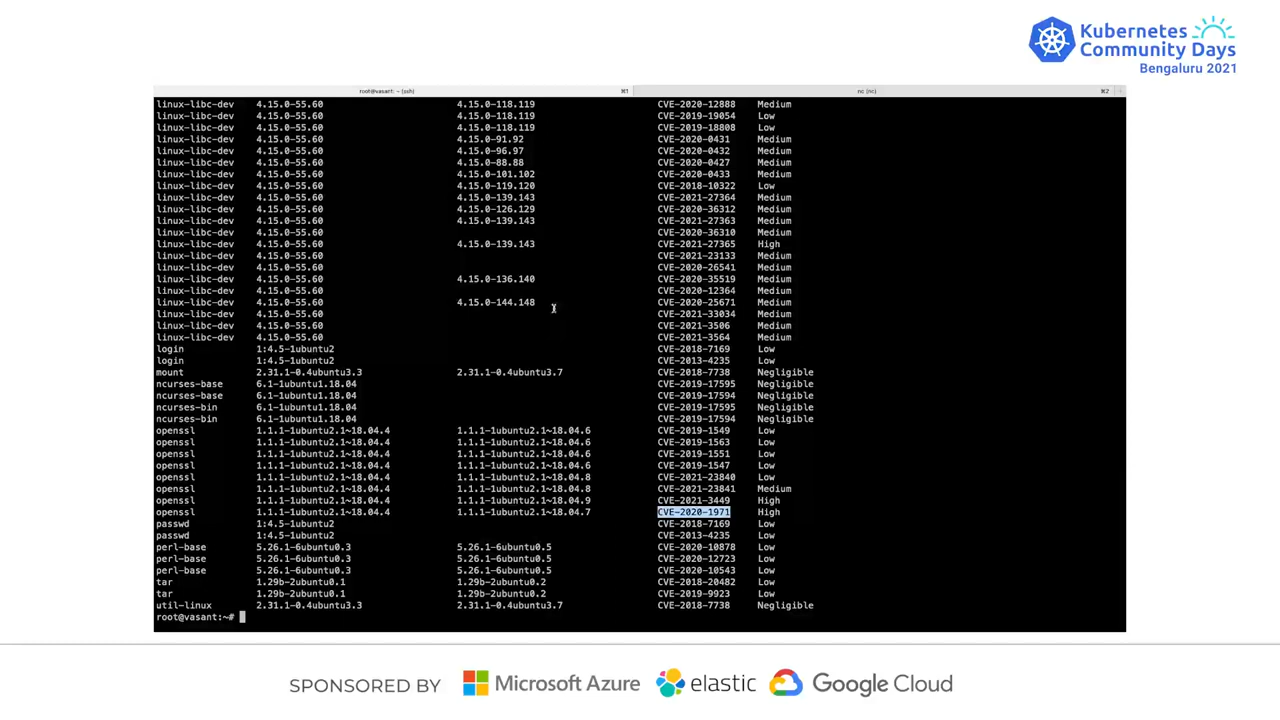 Kubernetes
Community Days
Bengaluru 2021
root@vasant: ~ (ssh) ⌘1 nc (nc) ⌘2
linux-libc-dev 4.15.0-55.60 4.15.0-118.119 CVE-2020-12888 Medium
linux-libc-dev 4.15.0-55.60 4.15.0-118.119 CVE-2019-19054 Low
linux-libc-dev 4.15.0-55.60 4.15.0-118.119 CVE-2019-18808 Low
linux-libc-dev 4.15.0-55.60 4.15.0-91.92 CVE-2020-0431 Medium
linux-libc-dev 4.15.0-55.60 4.15.0-96.97 CVE-2020-0432 Medium
linux-libc-dev 4.15.0-55.60 4.15.0-88.88 CVE-2020-0427 Medium
linux-libc-dev 4.15.0-55.60 4.15.0-101.102 CVE-2020-0433 Medium
linux-libc-dev 4.15.0-55.60 4.15.0-119.120 CVE-2018-10322 Low
linux-libc-dev 4.15.0-55.60 4.15.0-139.143 CVE-2021-27364 Medium
linux-libc-dev 4.15.0-55.60 4.15.0-126.129 CVE-2020-36312 Medium
linux-libc-dev 4.15.0-55.60 4.15.0-139.143 CVE-2021-27363 Medium
linux-libc-dev 4.15.0-55.60 CVE-2020-36310 Medium
linux-libc-dev 4.15.0-55.60 4.15.0-139.143 CVE-2021-27365 High
linux-libc-dev 4.15.0-55.60 CVE-2021-23133 Medium
linux-libc-dev 4.15.0-55.60 CVE-2020-26541 Medium
linux-libc-dev 4.15.0-55.60 4.15.0-136.140 CVE-2020-35519 Medium
linux-libc-dev 4.15.0-55.60 CVE-2020-12364 Medium
linux-libc-dev 4.15.0-55.60 4.15.0-144.148 CVE-2020-25671 Medium
linux-libc-dev 4.15.0-55.60 CVE-2021-33034 Medium
linux-libc-dev 4.15.0-55.60 CVE-2021-3506 Medium
linux-libc-dev 4.15.0-55.60 CVE-2021-3564 Medium
login 1:4.5-1ubuntu2 CVE-2018-7169 Low
login 1:4.5-1ubuntu2 CVE-2013-4235 Low
mount 2.31.1-0.4ubuntu3.3 2.31.1-0.4ubuntu3.7 CVE-2018-7738 Negligible
ncurses-base 6.1-1ubuntu1.18.04 CVE-2019-17595 Negligible
ncurses-base 6.1-1ubuntu1.18.04 CVE-2019-17594 Negligible
ncurses-bin 6.1-1ubuntu1.18.04 CVE-2019-17595 Negligible
ncurses-bin 6.1-1ubuntu1.18.04 CVE-2019-17594 Negligible
openssl 1.1.1-1ubuntu2.1~18.04.4 1.1.1-1ubuntu2.1~18.04.6 CVE-2019-1549 Low
openssl 1.1.1-1ubuntu2.1~18.04.4 1.1.1-1ubuntu2.1~18.04.6 CVE-2019-1563 Low
openssl 1.1.1-1ubuntu2.1~18.04.4 1.1.1-1ubuntu2.1~18.04.6 CVE-2019-1551 Low
openssl 1.1.1-1ubuntu2.1~18.04.4 1.1.1-1ubuntu2.1~18.04.6 CVE-2019-1547 Low
openssl 1.1.1-1ubuntu2.1~18.04.4 1.1.1-1ubuntu2.1~18.04.8 CVE-2021-23840 Low
openssl 1.1.1-1ubuntu2.1~18.04.4 1.1.1-1ubuntu2.1~18.04.8 CVE-2021-23841 Medium
openssl 1.1.1-1ubuntu2.1~18.04.4 1.1.1-1ubuntu2.1~18.04.9 CVE-2021-3449 High
openssl 1.1.1-1ubuntu2.1~18.04.4 1.1.1-1ubuntu2.1~18.04.7 CVE-2020-1971 High
passwd 1:4.5-1ubuntu2 CVE-2018-7169 Low
passwd 1:4.5-1ubuntu2 CVE-2013-4235 Low
perl-base 5.26.1-6ubuntu0.3 5.26.1-6ubuntu0.5 CVE-2020-10878 Low
perl-base 5.26.1-6ubuntu0.3 5.26.1-6ubuntu0.5 CVE-2020-12723 Low
perl-base 5.26.1-6ubuntu0.3 5.26.1-6ubuntu0.5 CVE-2020-10543 Low
tar 1.29b-2ubuntu0.1 1.29b-2ubuntu0.2 CVE-2018-20482 Low
tar 1.29b-2ubuntu0.1 1.29b-2ubuntu0.2 CVE-2019-9923 Low
util-linux 2.31.1-0.4ubuntu3.3 2.31.1-0.4ubuntu3.7 CVE-2018-7738 Negligible
root@vasant:~#
SPONSORED BY Microsoft Azure elastic Google Cloud